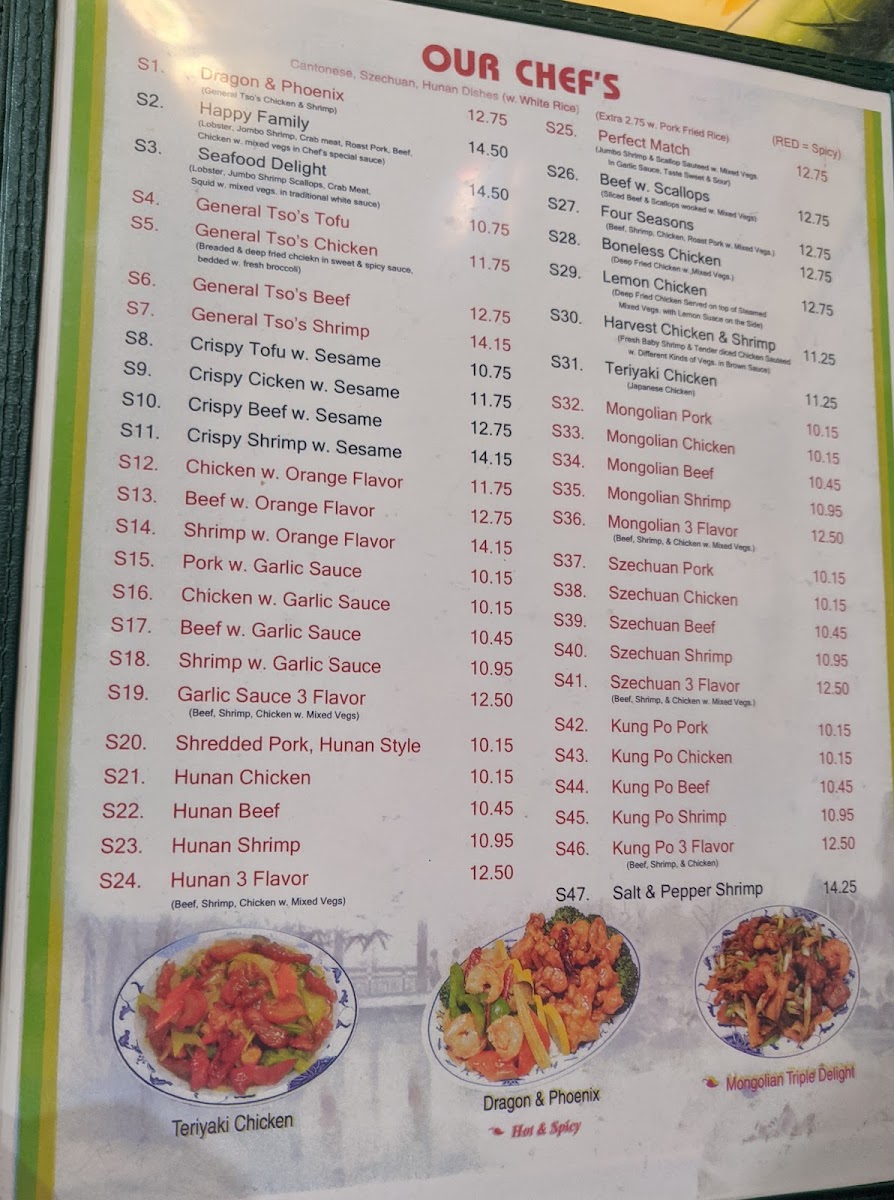 OUR CHEF'S
Cantonese, Szechuan, Hunan Dishes (w. White Rice)
(Extra 2.75 w. Pork Fried Rice)
(RED = Spicy)
S1. Dragon & Phoenix 12.75
(General Tso's Chicken & Shrimp)
S2. Happy Family 14.50
(Lobster, Jombo Shrimp, Crab meat, Roast Pork, Beef,
Chicken w. mixed vegs in Chef's special sauce)
S3. Seafood Delight 14.50
(Lobster, Jumbo Shrimp Scallops, Crab Meat,
Squid w. mixed vegs. in traditional white sauce)
S4. General Tso's Tofu 10.75
S5. General Tso's Chicken 11.75
(Breaded & deep fried chciekn in sweet & spicy sauce,
bedded w. fresh broccoli)
S6. General Tso's Beef 12.75
S7. General Tso's Shrimp 14.15
S8. Crispy Tofu w. Sesame 10.75
S9. Crispy Cicken w. Sesame 11.75
S10. Crispy Beef w. Sesame 12.75
S11. Crispy Shrimp w. Sesame 14.15
S12. Chicken w. Orange Flavor 11.75
S13. Beef w. Orange Flavor 12.75
S14. Shrimp w. Orange Flavor 14.15
S15. Pork w. Garlic Sauce 10.15
S16. Chicken w. Garlic Sauce 10.15
S17. Beef w. Garlic Sauce 10.45
S18. Shrimp w. Garlic Sauce 10.95
S19. Garlic Sauce 3 Flavor 12.50
(Beef, Shrimp, Chicken w. Mixed Vegs)
S20. Shredded Pork, Hunan Style 10.15
S21. Hunan Chicken 10.15
S22. Hunan Beef 10.45
S23. Hunan Shrimp 10.95
S24. Hunan 3 Flavor 12.50
(Beef, Shrimp, Chicken w. Mixed Vegs)
S25. Perfect Match 12.75
(Jumbo Shrimp & Scallop Sauteed w. Mixed Vegs.
In Garlic Sauce, Taste Sweet & Sour)
S26. Beef w. Scallops 12.75
(Sliced Beef & Scallops wooked w. Mixed Vegs)
S27. Four Seasons 12.75
(Beef, Shrimp, Chicken, Roast Pork w. Mixed Vegs.)
S28. Boneless Chicken 12.75
(Deep Fried Chicken w. Mixed Vegs.)
S29. Lemon Chicken 12.75
(Deep Fried Chicken Served on top of Steamed
Mixed Vegs. with Lemon Suace on the Side)
S30. Harvest Chicken & Shrimp 11.25
(Fresh Baby Shrimp & Tender diced Chicken Sauteed
w. Different Kinds of Vegs. in Brown Sauce)
S31. Teriyaki Chicken 11.25
(Japanese Chicken)
S32. Mongolian Pork 10.15
S33. Mongolian Chicken 10.15
S34. Mongolian Beef 10.45
S35. Mongolian Shrimp 10.95
S36. Mongolian 3 Flavor 12.50
(Beef, Shrimp, & Chicken w. Mixed Vegs.)
S37. Szechuan Pork 10.15
S38. Szechuan Chicken 10.15
S39. Szechuan Beef 10.45
S40. Szechuan Shrimp 10.95
S41. Szechuan 3 Flavor 12.50
(Beef, Shrimp, & Chicken w. Mixed Vegs.)
S42. Kung Po Pork 10.15
S43. Kung Po Chicken 10.15
S44. Kung Po Beef 10.45
S45. Kung Po Shrimp 10.95
S46. Kung Po 3 Flavor 12.50
(Beef, Shrimp, & Chicken)
S47. Salt & Pepper Shrimp 14.25
Teriyaki Chicken
Dragon & Phoenix
Hot & Spicy
Mongolian Triple Delight